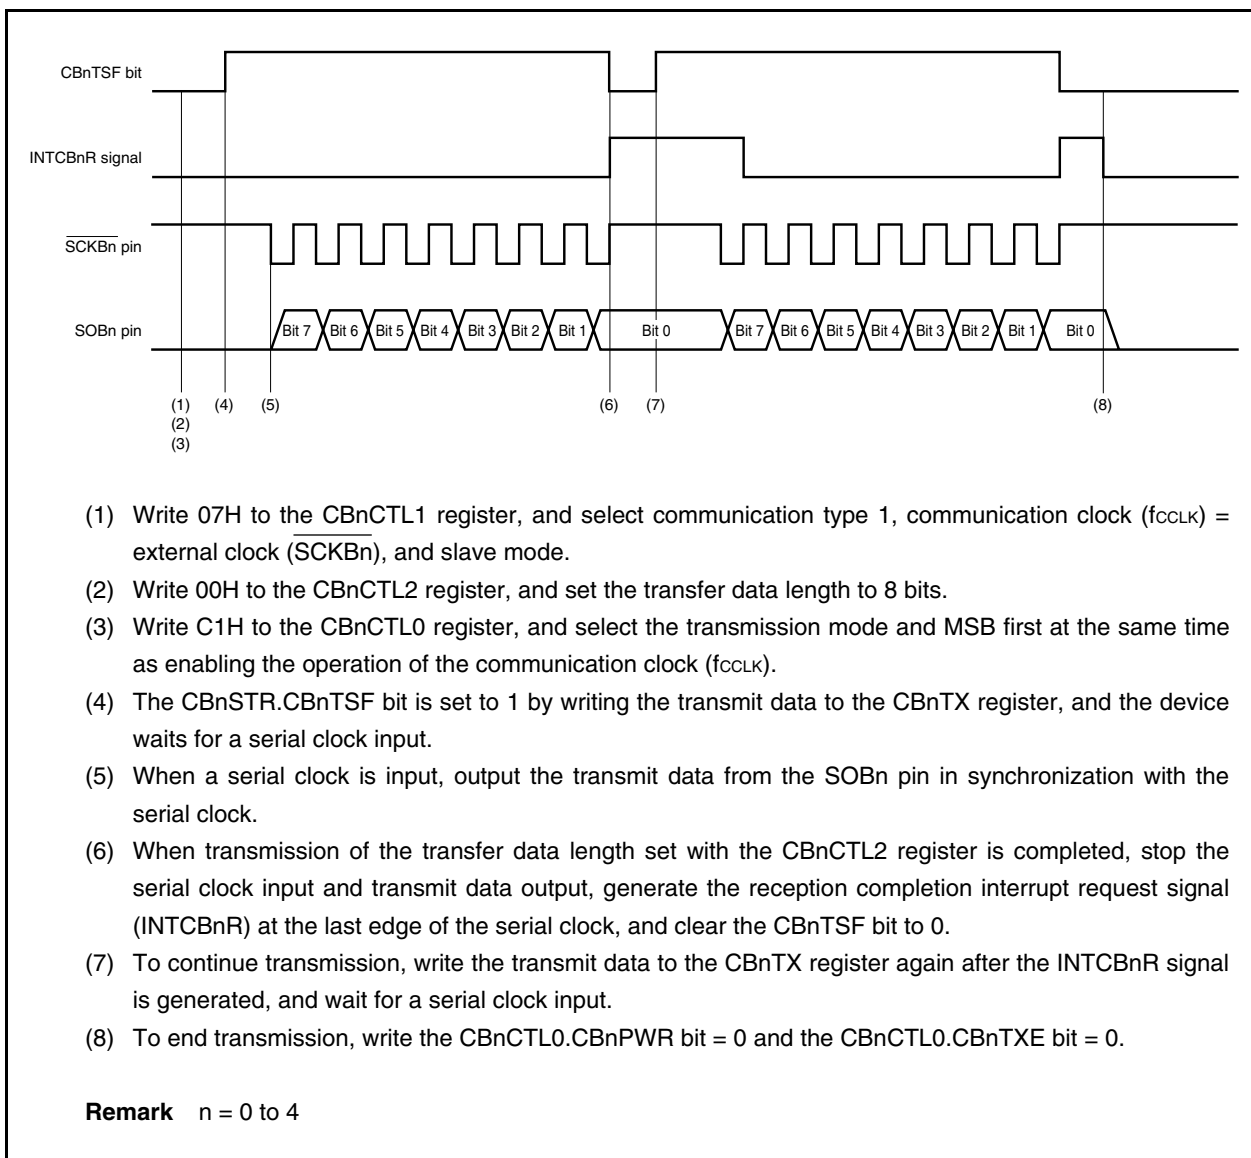 CBnTSF bit
INTCBnR signal
SCKBn pin
SOBn pin
Bit 7 Bit 6 Bit 5 Bit 4 Bit 3 Bit 2 Bit 1 Bit 0 Bit 7 Bit 6 Bit 5 Bit 4 Bit 3 Bit 2 Bit 1 Bit 0
(1) (4) (5) (6) (7) (8)
(2)
(3)
(1) Write 07H to the CBnCTL1 register, and select communication type 1, communication clock (fCCLK) =
external clock (SCKBn), and slave mode.
(2) Write 00H to the CBnCTL2 register, and set the transfer data length to 8 bits.
(3) Write C1H to the CBnCTL0 register, and select the transmission mode and MSB first at the same time
as enabling the operation of the communication clock (fCCLK).
(4) The CBnSTR.CBnTSF bit is set to 1 by writing the transmit data to the CBnTX register, and the device
waits for a serial clock input.
(5) When a serial clock is input, output the transmit data from the SOBn pin in synchronization with the
serial clock.
(6) When transmission of the transfer data length set with the CBnCTL2 register is completed, stop the
serial clock input and transmit data output, generate the reception completion interrupt request signal
(INTCBnR) at the last edge of the serial clock, and clear the CBnTSF bit to 0.
(7) To continue transmission, write the transmit data to the CBnTX register again after the INTCBnR signal
is generated, and wait for a serial clock input.
(8) To end transmission, write the CBnCTL0.CBnPWR bit = 0 and the CBnCTL0.CBnTXE bit = 0.
Remark n = 0 to 4